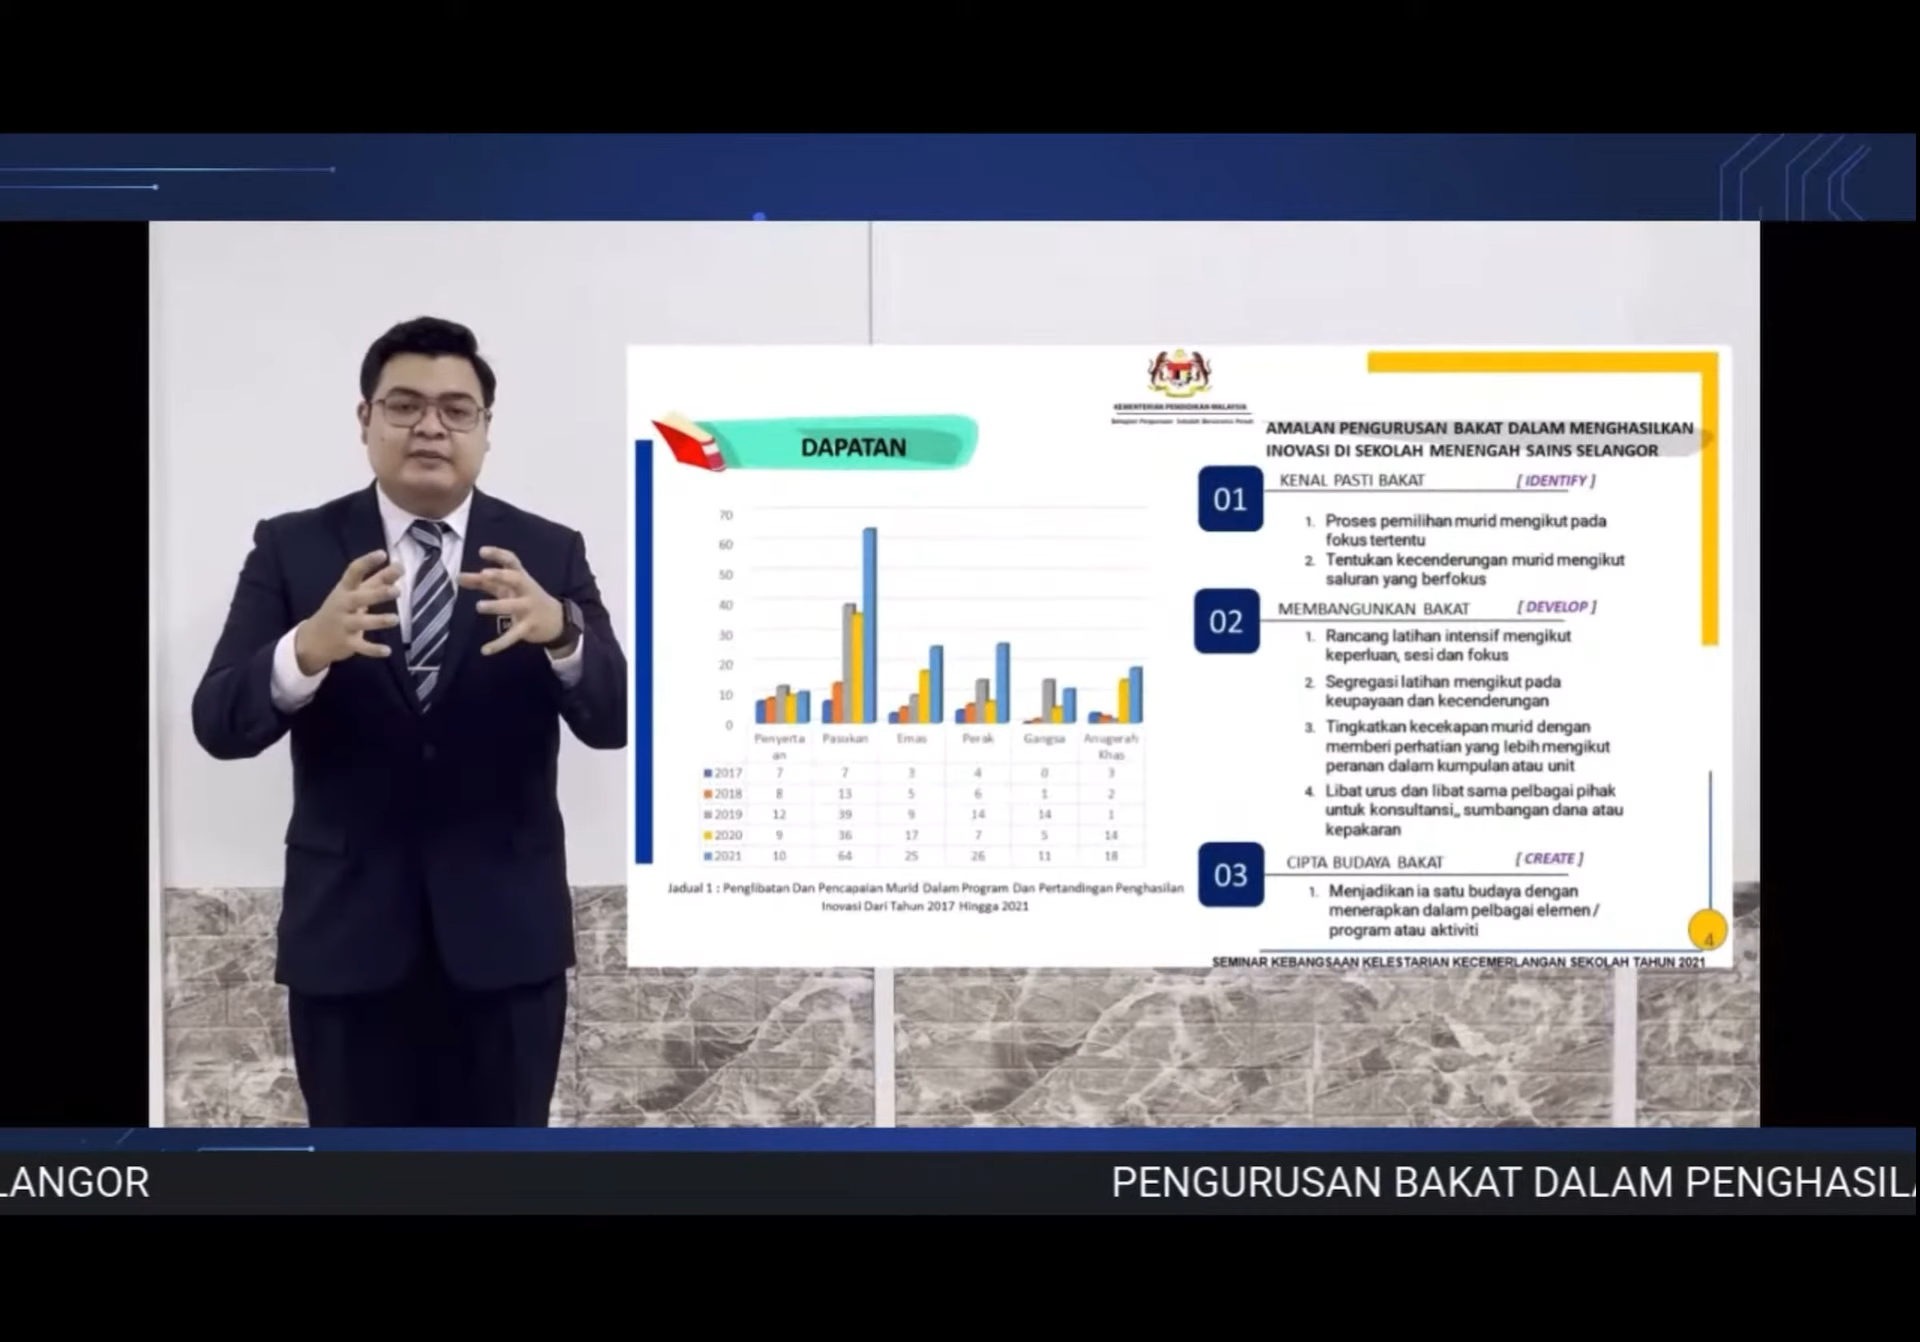 KEMENTERIAN PENDIDIKAN MALAYSIA
Bahagian Pengurusan Sekolah Berasrama Penuh
DAPATAN
70
60
50
40
30
20
10
0
Penyerta
an
Pasukan
Emas
Perak
Gangsa
Anugerah
Khas
2017 7 7 3 4 0 3
2018 8 13 5 6 1 2
2019 12 39 9 14 14 1
2020 9 36 17 7 5 14
2021 10 64 25 26 11 18
Jadual 1 : Penglibatan Dan Pencapaian Murid Dalam Program Dan Pertandingan Penghasilan
Inovasi Dari Tahun 2017 Hingga 2021
AMALAN PENGURUSAN BAKAT DALAM MENGHASILKAN
INOVASI DI SEKOLAH MENENGAH SAINS SELANGOR
01 KENAL PASTI BAKAT [ IDENTIFY ]
1. Proses pemilihan murid mengikut pada
fokus tertentu
2. Tentukan kecenderungan murid mengikut
saluran yang berfokus
02 MEMBANGUNKAN BAKAT [ DEVELOP ]
1. Rancang latihan intensif mengikut
keperluan, sesi dan fokus
2. Segregasi latihan mengikut pada
keupayaan dan kecenderungan
3. Tingkatkan kecekapan murid dengan
memberi perhatian yang lebih mengikut
peranan dalam kumpulan atau unit
4. Libat urus dan libat sama pelbagai pihak
untuk konsultansi,, sumbangan dana atau
kepakaran
03 CIPTA BUDAYA BAKAT [ CREATE ]
1. Menjadikan ia satu budaya dengan
menerapkan dalam pelbagai elemen /
program atau aktiviti
4
SEMINAR KEBANGSAAN KELESTARIAN KECEMERLANGAN SEKOLAH TAHUN 2021
LANGOR PENGURUSAN BAKAT DALAM PENGHASILA